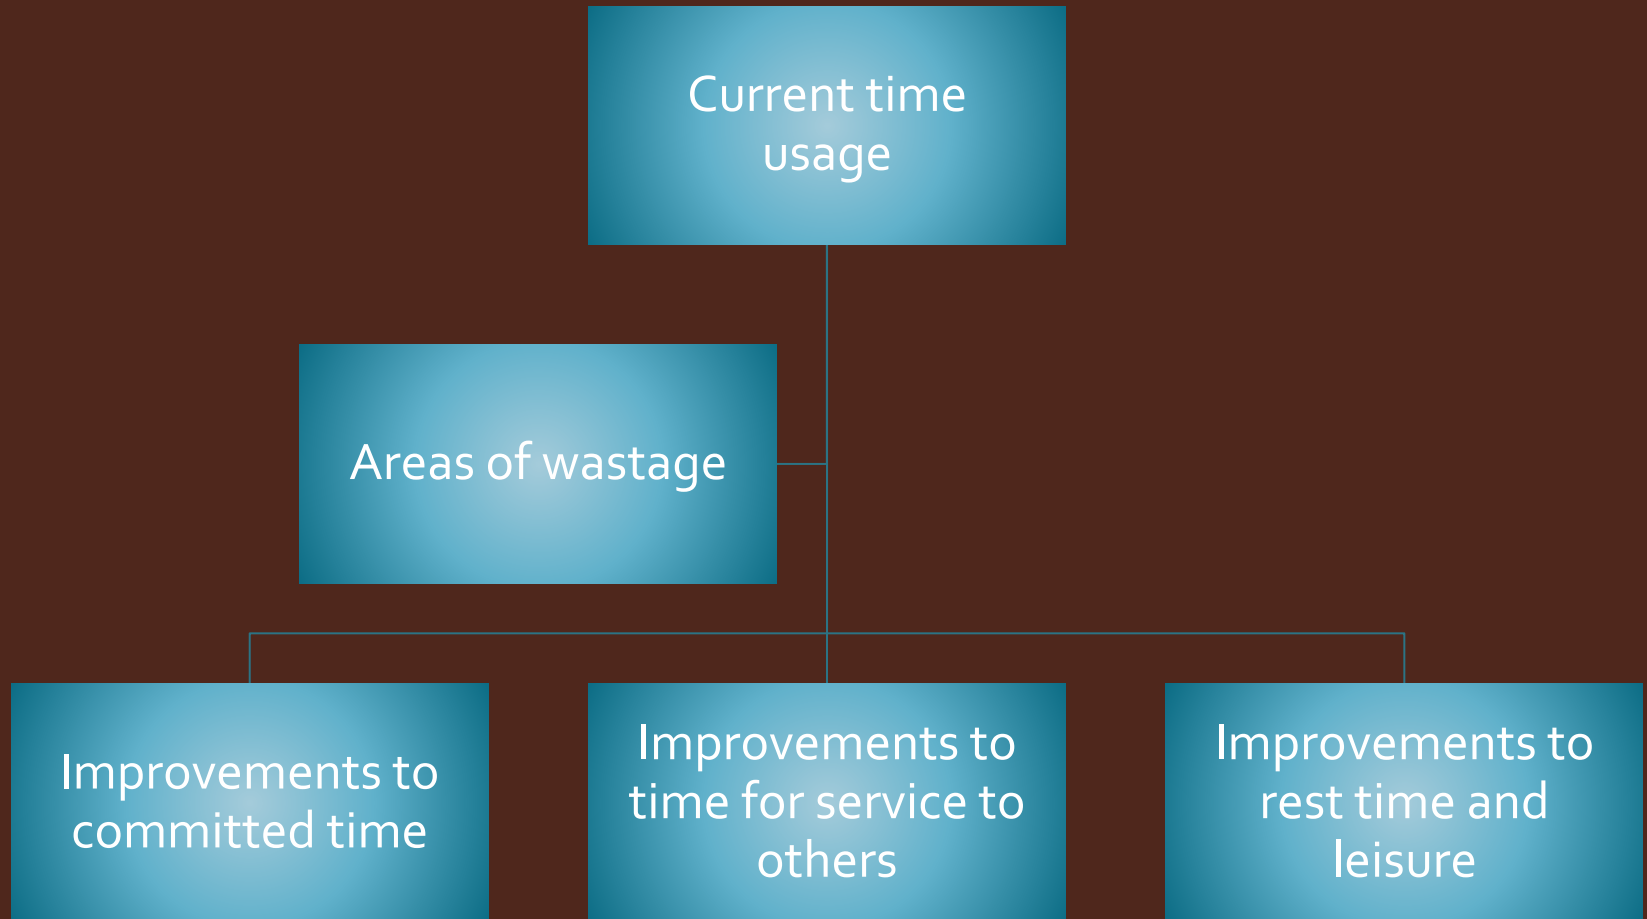 Current time
usage
Areas of wastage
Improvements to
committed time
Improvements to
time for service to
others
Improvements to
rest time and
leisure